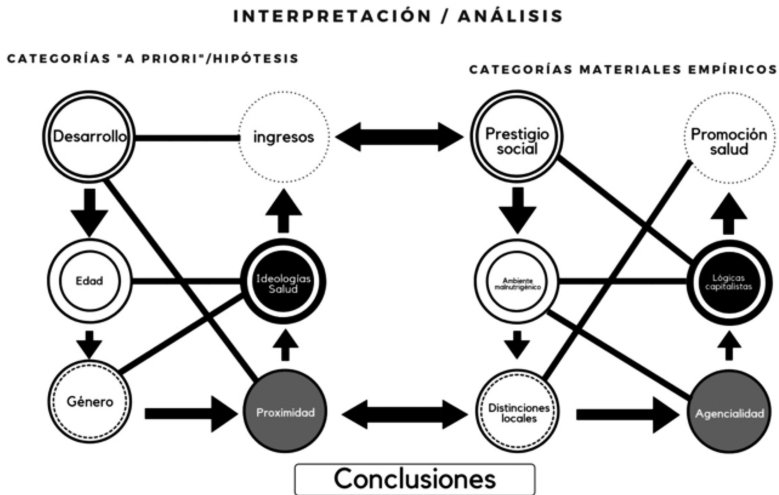 INTERPRETACIÓN / ANÁLISIS
CATEGORÍAS "A PRIORI"/HIPÓTESIS
CATEGORÍAS MATERIALES EMPÍRICOS
Desarrollo
ingresos
Prestigio
social
Promoción
salud
Edad
Ideologías
Salud
Ambiente
malnutrigénico
Lógicas
capitalistas
Género
Proximidad
Distinciones
locales
Agencialidad
Conclusiones